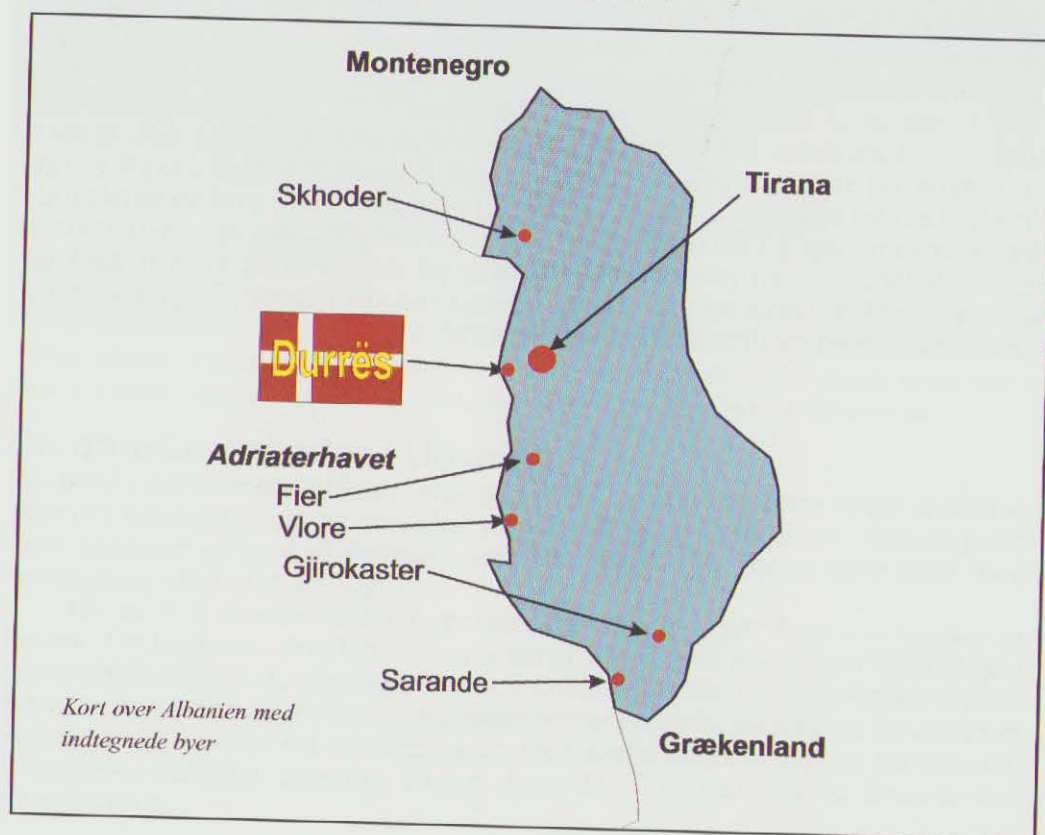 Montenegro
Tirana
Skhoder
Durrës
Adriaterhavet
Fier
Vlore
Gjirokaster
Sarande
Kort over Albanien med
indtegnede byer
Grækenland